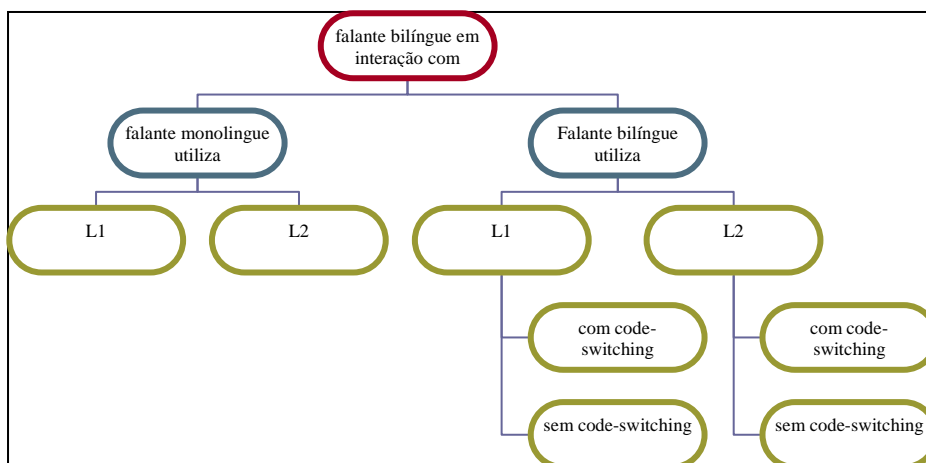 falante bilíngue em
interação com
falante monolingue
utiliza
Falante bilíngue
utiliza
L1
L2
L1
L2
com code-
switching
com code-
switching
sem code-switching
sem code-switching